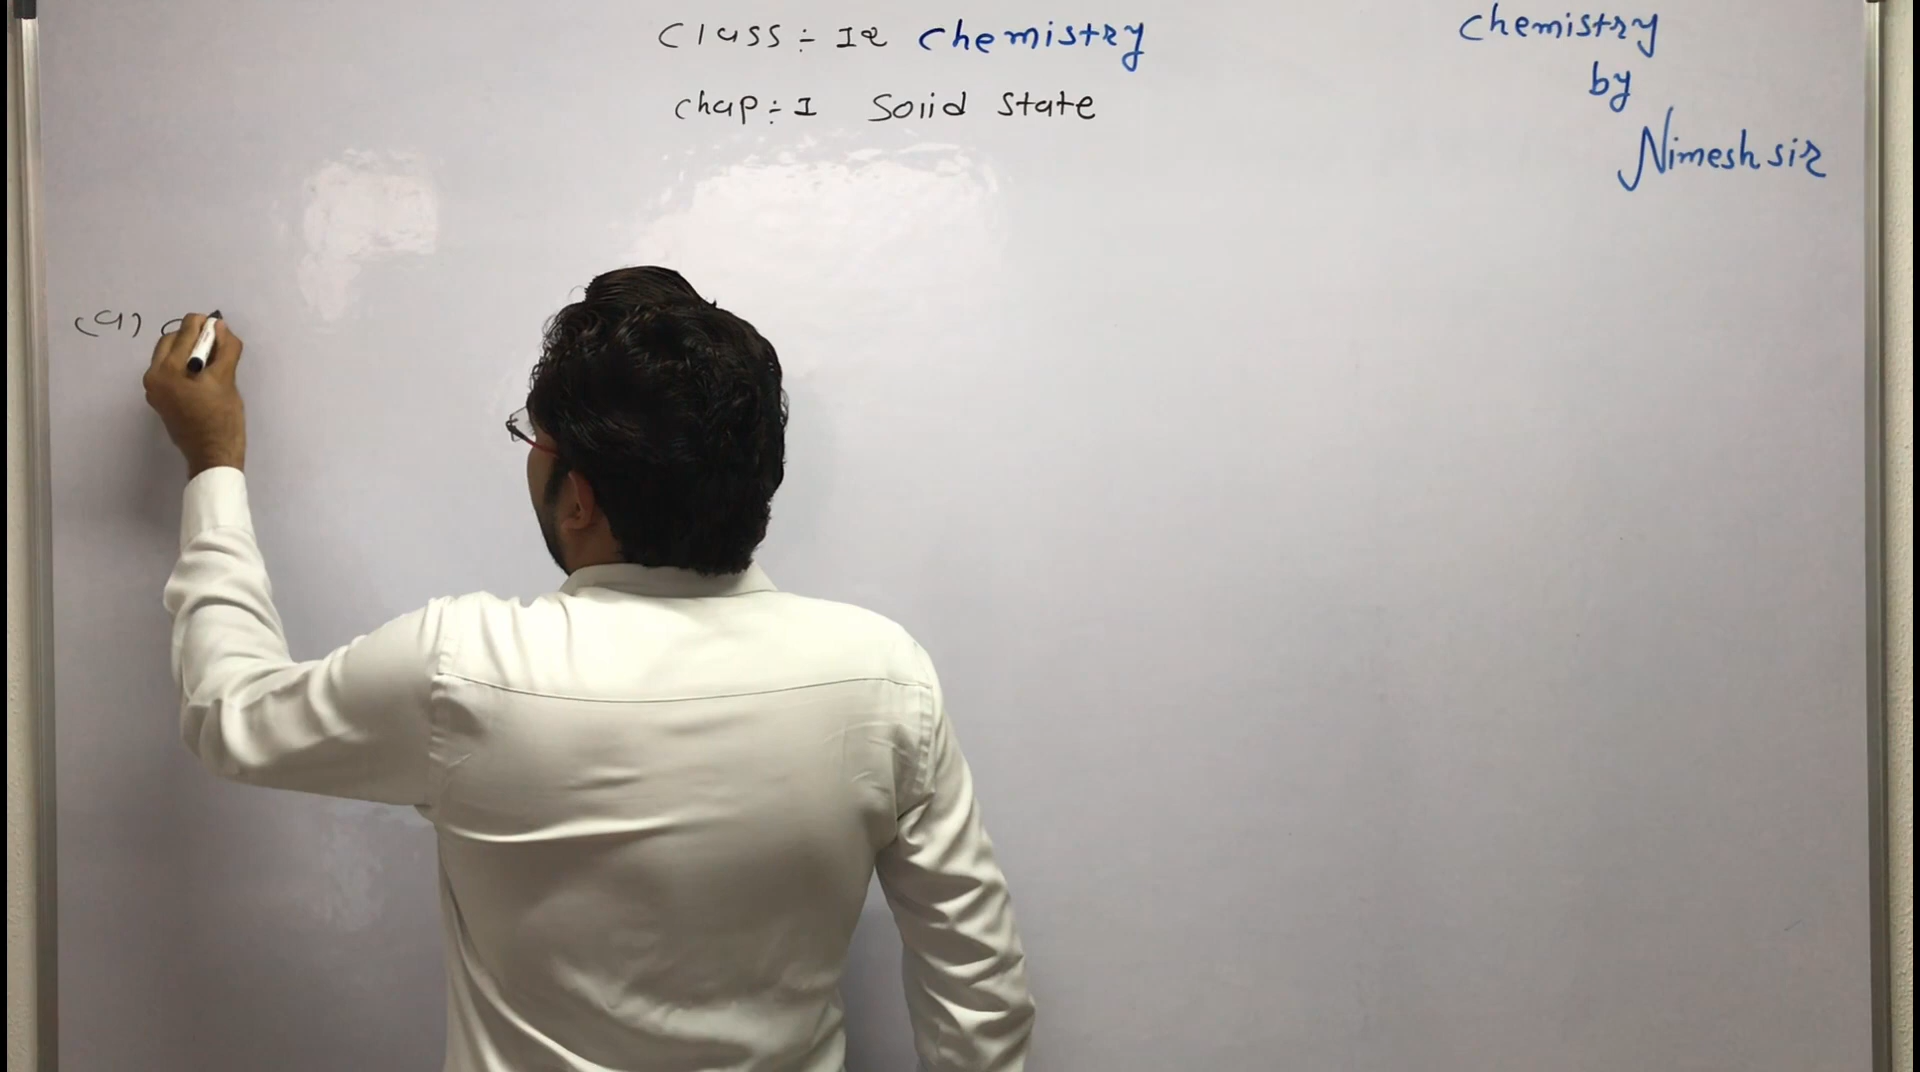 Class÷ 12 Chemistry
Chap÷ 1 Solid State
Chemistry
by
Nimesh sir
(a)